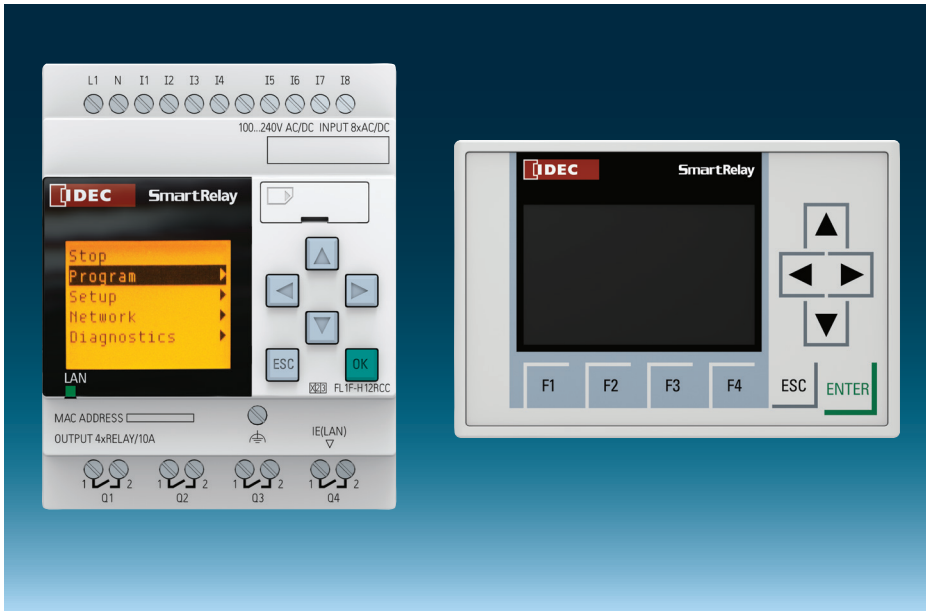 L1 N I1 I2 I3 I4 I5 I6 I7 I8
100...240V AC/DC INPUT 8xAC/DC
IDEC SmartRelay
Stop
Program
Setup
Network
Diagnostics
LAN
ESC OK
FL1F-H12RCC
MAC ADDRESS
OUTPUT 4xRELAY/10A
IE(LAN)
1 2 1 2 1 2 1 2
Q1 Q2 Q3 Q4
IDEC SmartRelay
F1 F2 F3 F4 ESC ENTER